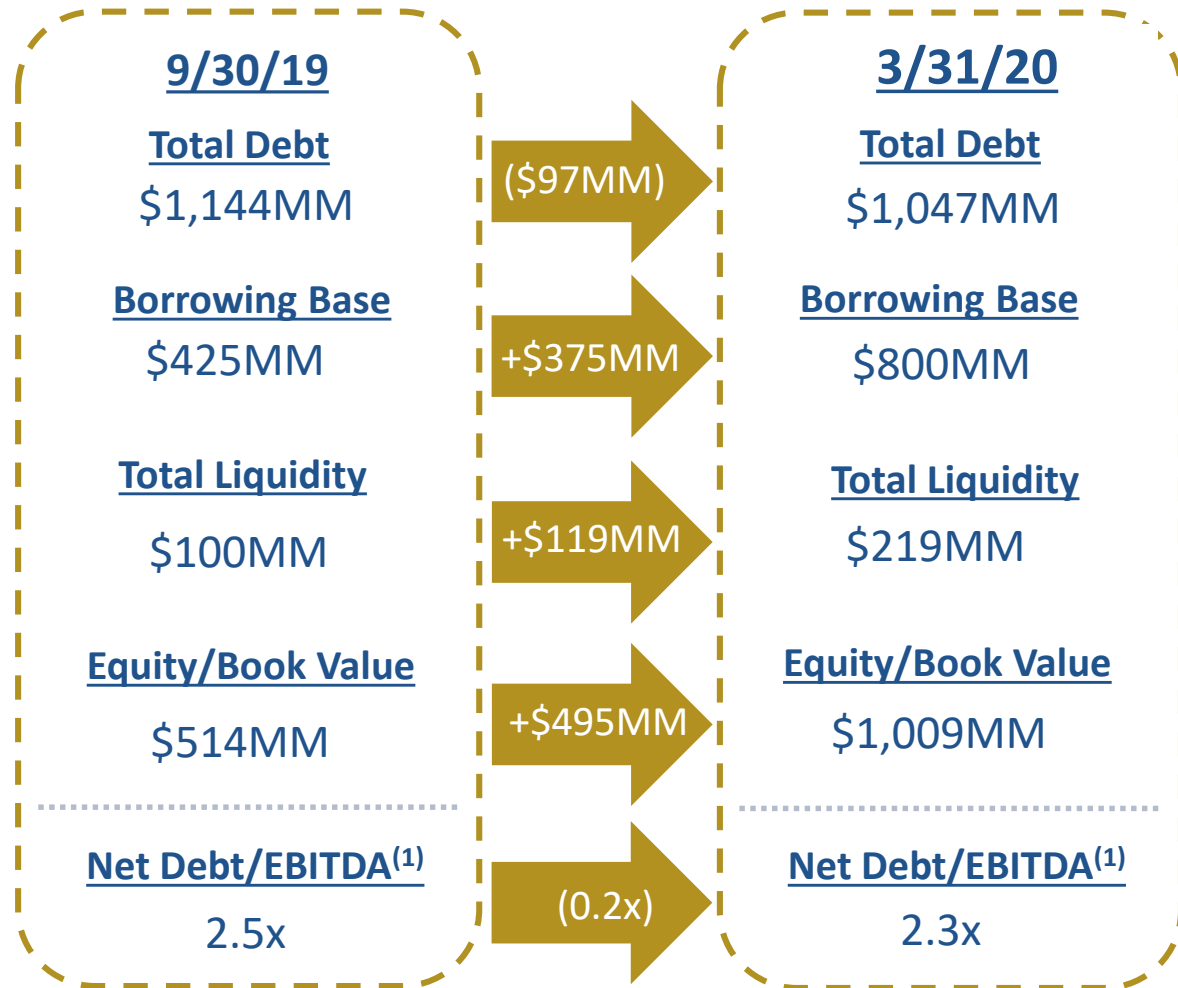 9/30/19
Total Debt
$1,144MM
Borrowing Base
$425MM
Total Liquidity
$100MM
Equity/Book Value
$514MM
Net Debt/EBITDA(1)
2.5x
($97MM)
+$375MM
+$119MM
+$495MM
(0.2x)
3/31/20
Total Debt
$1,047MM
Borrowing Base
$800MM
Total Liquidity
$219MM
Equity/Book Value
$1,009MM
Net Debt/EBITDA(1)
2.3x